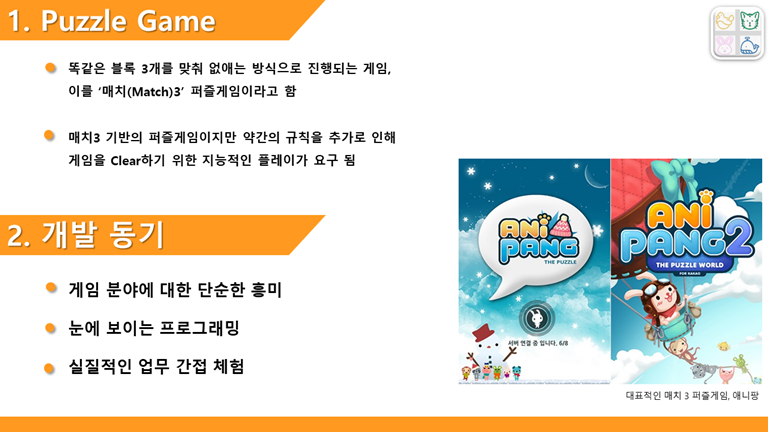 1. Puzzle Game
똑같은 블록 3개를 맞춰 없애는 방식으로 진행되는 게임,
이를 ‘매치(Match)3’ 퍼즐게임이라고 함
매치3 기반의 퍼즐게임이지만 약간의 규칙을 추가로 인해
게임을 Clear하기 위한 지능적인 플레이가 요구 됨
2. 개발 동기
게임 분야에 대한 단순한 흥미
눈에 보이는 프로그래밍
실질적인 업무 간접 체험
ANI
PANG
THE PUZZLE
서버 연결 중 입니다. 6/8
ANI
PANG2
THE PUZZLE WORLD
FOR KAKAO
대표적인 매치 3 퍼즐게임, 애니팡